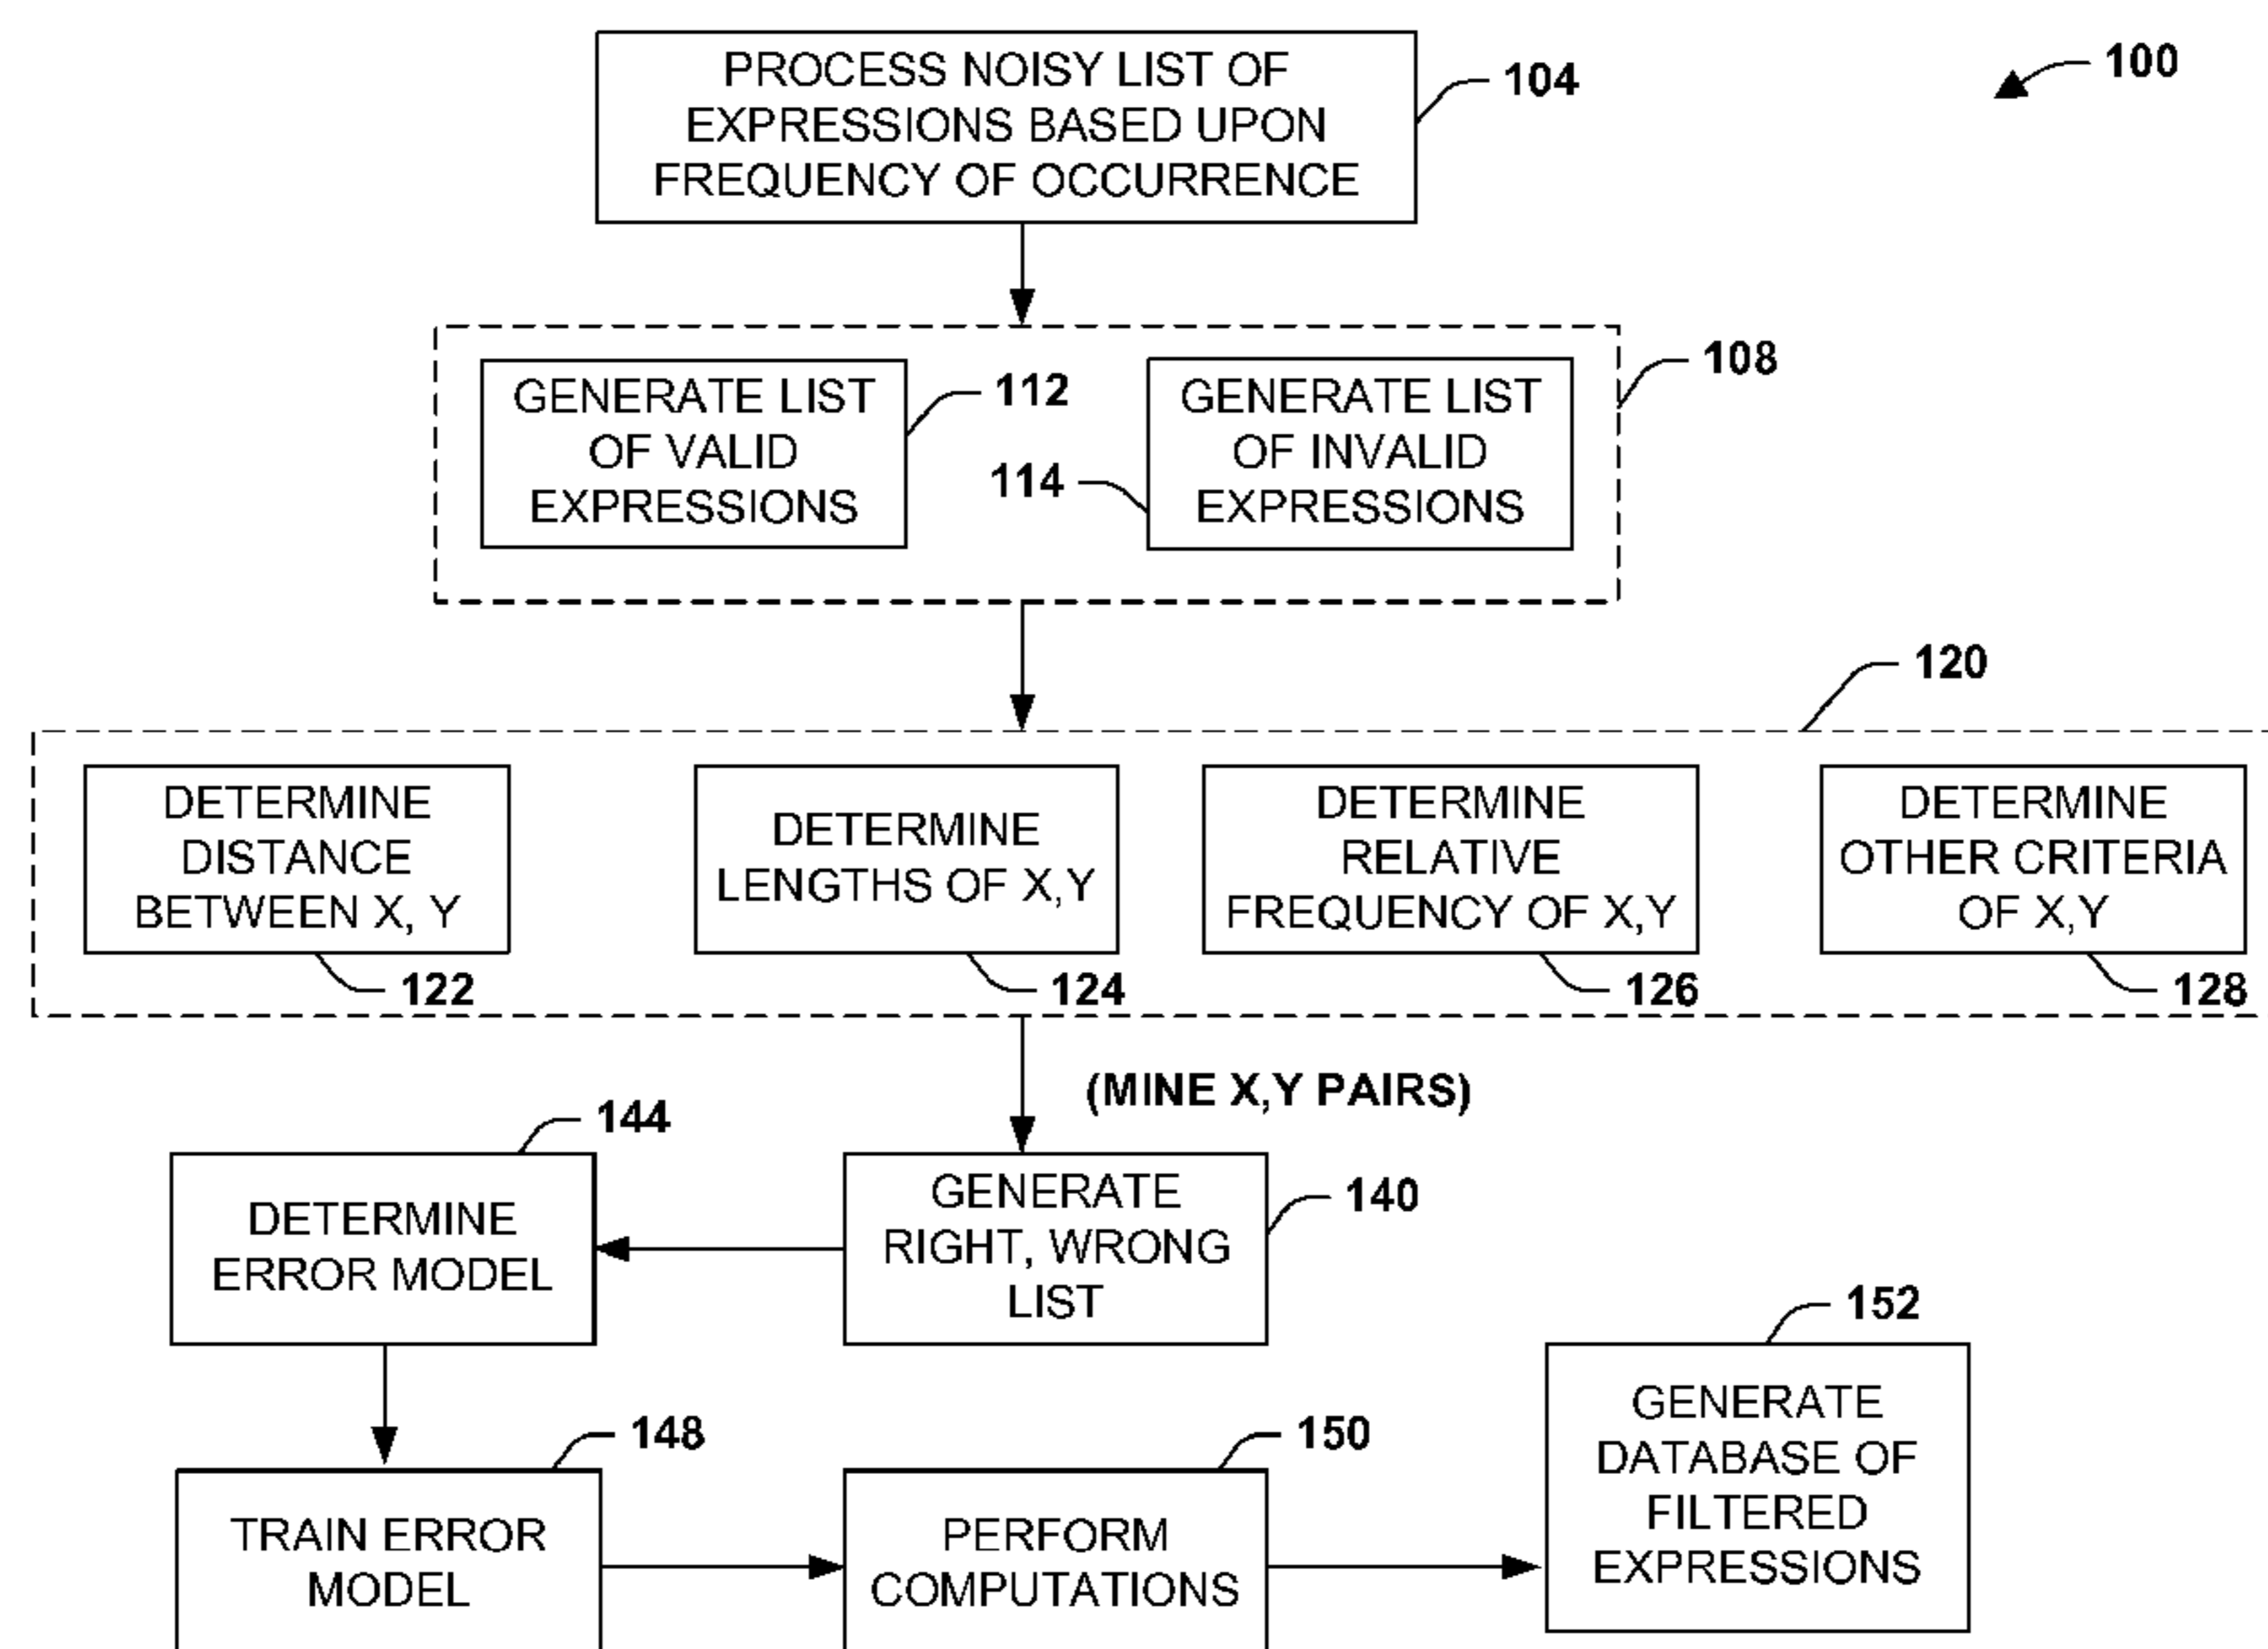 PROCESS NOISY LIST OF
EXPRESSIONS BASED UPON
FREQUENCY OF OCCURRENCE
104
100
108
GENERATE LIST
OF VALID
EXPRESSIONS
112
GENERATE LIST
OF INVALID
EXPRESSIONS
114
120
DETERMINE
DISTANCE
BETWEEN X, Y
122
DETERMINE
LENGTHS OF X,Y
124
DETERMINE
RELATIVE
FREQUENCY OF X,Y
126
DETERMINE
OTHER CRITERIA
OF X,Y
128
(MINE X,Y PAIRS)
144
DETERMINE
ERROR MODEL
GENERATE
RIGHT, WRONG
LIST
140
148
TRAIN ERROR
MODEL
150
PERFORM
COMPUTATIONS
152
GENERATE
DATABASE OF
FILTERED
EXPRESSIONS